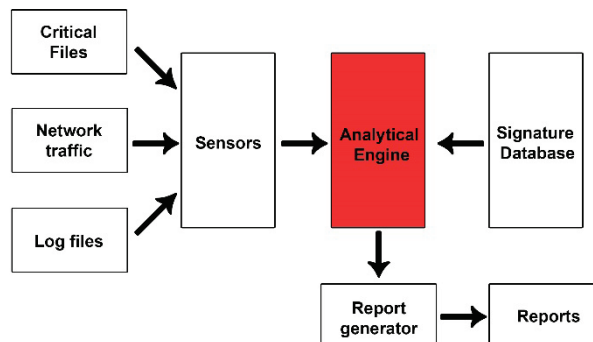 Critical
Files
Network
traffic
Log files
Sensors
Analytical
Engine
Signature
Database
Report
generator
Reports